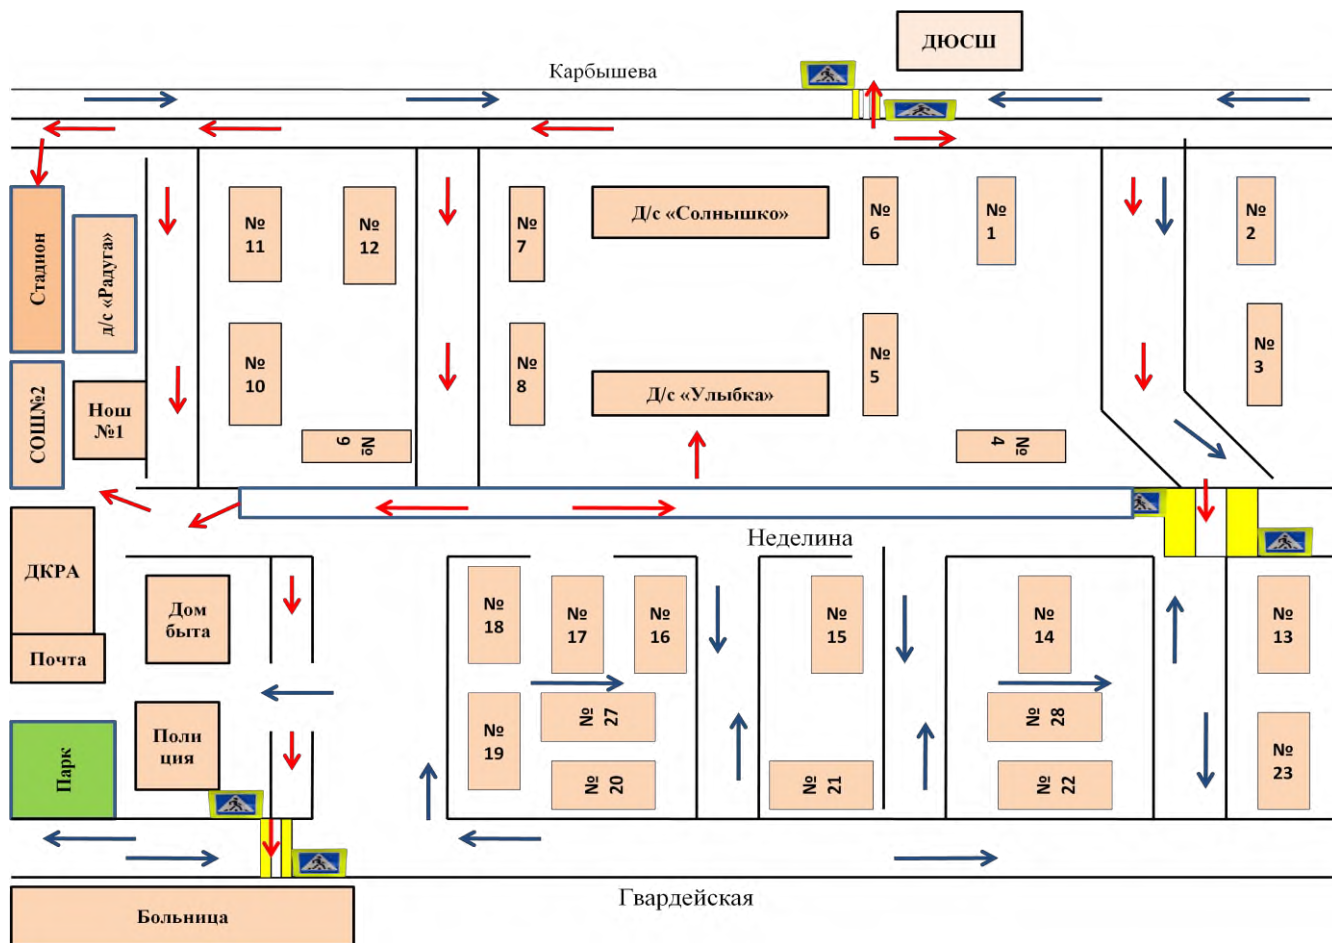 ДЮСШ
Карбышева
Стадион
д/с «Радуга»
№
11
№
12
№
7
Д/с «Солнышко»
№
6
№
1
№
2
СОШ№2
Нош
№1
№
10
№
9
№
8
Д/с «Улыбка»
№
5
№
4
№
3
Неделина
ДКРА
Почта
Дом
быта
№
18
№
17
№
16
№
15
№
14
№
13
Парк
Поли
ция
№
19
№ 27
№ 20
№ 21
№ 28
№ 22
№
23
Гвардейская
Больница